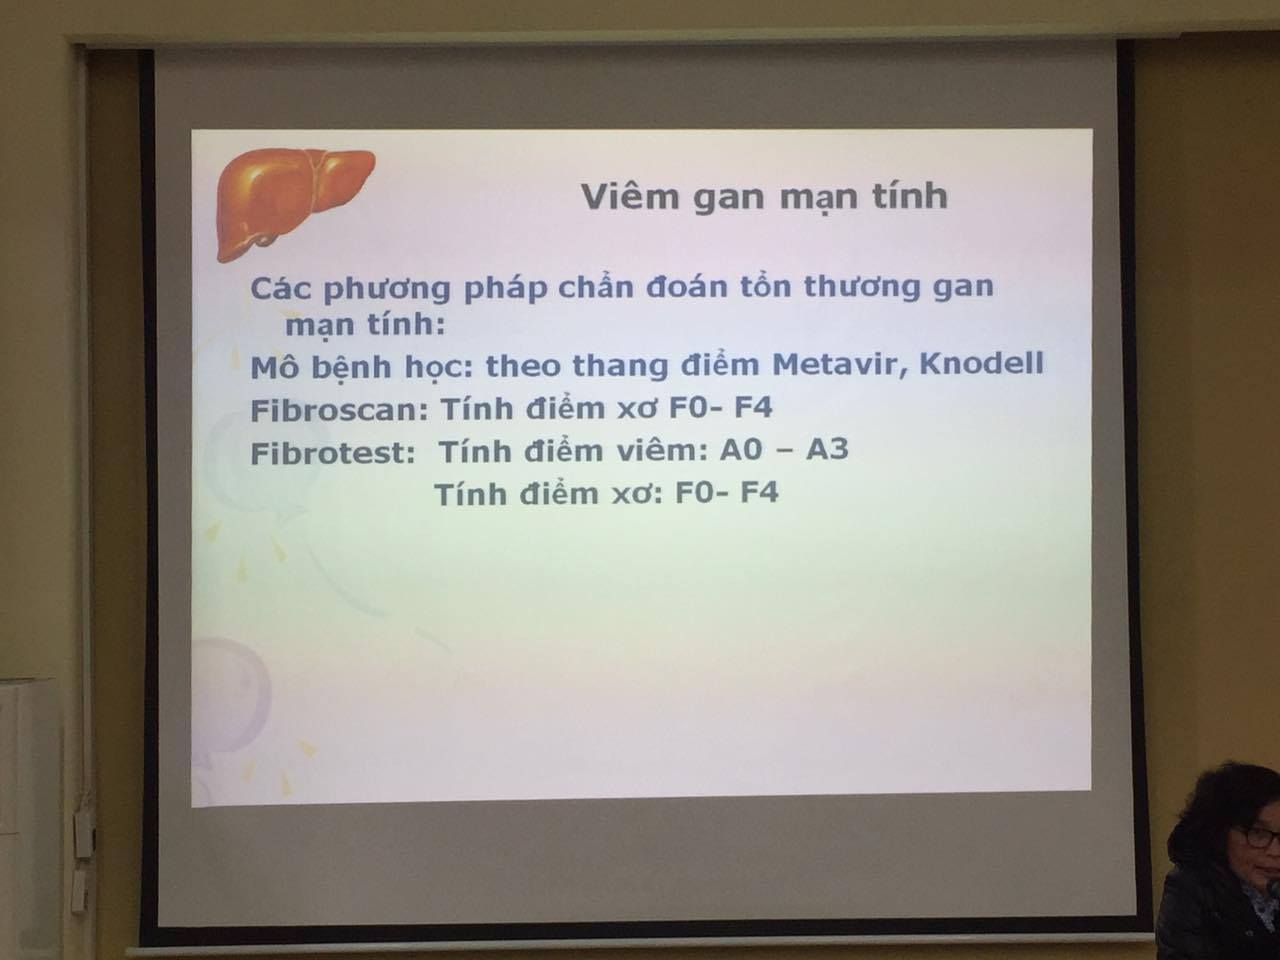 Viêm gan mạn tính
Các phương pháp chẩn đoán tổn thương gan
mạn tính:
Mô bệnh học: theo thang điểm Metavir, Knodell
Fibroscan: Tính điểm xơ F0- F4
Fibrotest: Tính điểm viêm: A0 – A3
Tính điểm xơ: F0- F4